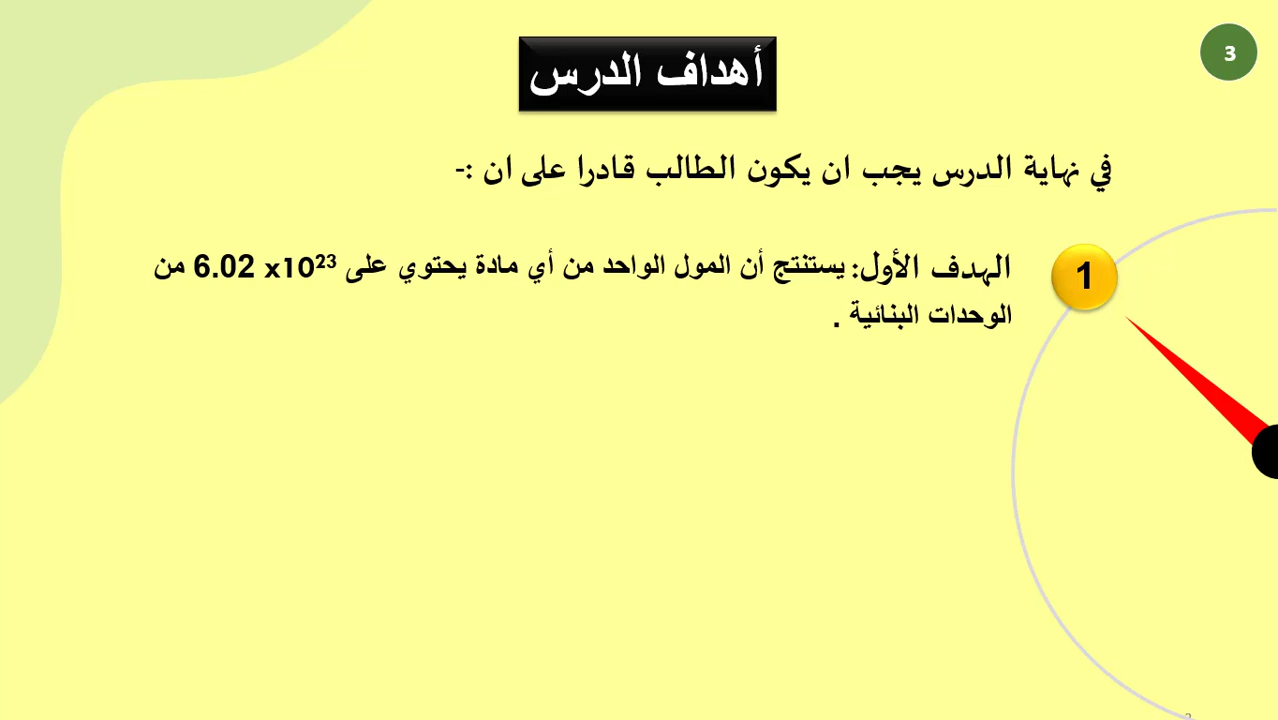 3
أهداف الدرس
في نهاية الدرس يجب ان يكون الطالب قادرا على ان :-
1
الهدف الأول: يستنتج أن المول الواحد من أي مادة يحتوي على 6.02 x10²³ من
الوحدات البنائية .